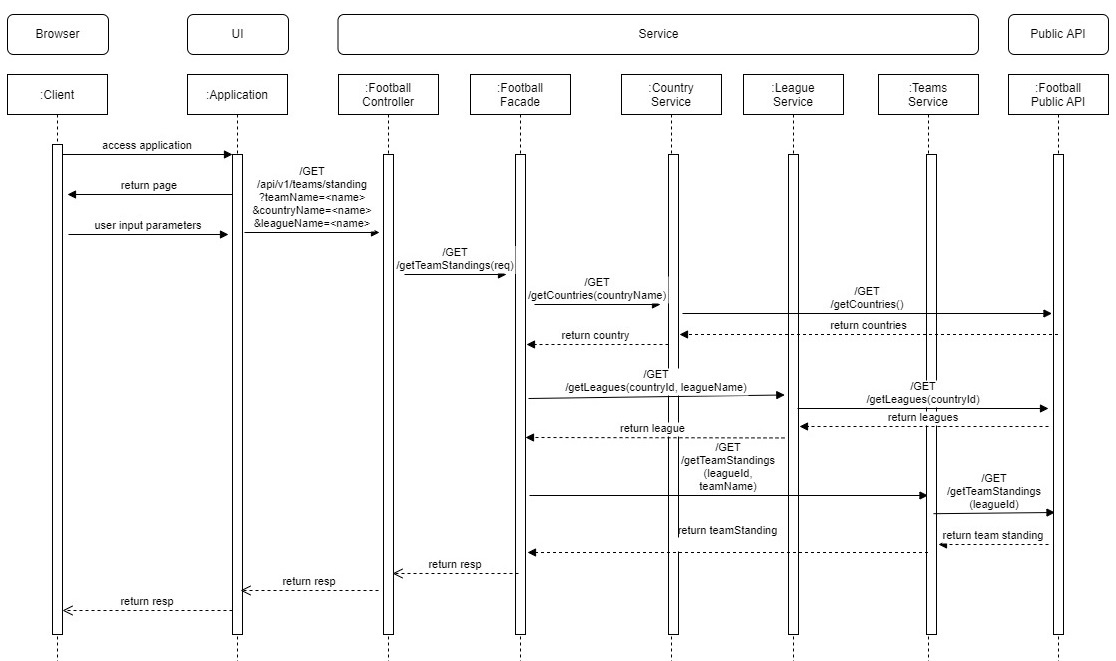 Browser
UI
Service
Public API
:Client
:Application
:Football
Controller
:Football
Facade
:Country
Service
:League
Service
:Teams
Service
:Football
Public API
access application
return page
user input parameters
/GET
/api/v1/teams/standing
?teamName=<name>
&countryName=<name>
&leagueName=<name>
/GET
/getTeamStandings(req)
/GET
/getCountries(countryName)
/GET
/getCountries()
return countries
return country
/GET
/getLeagues(countryId, leagueName)
/GET
/getLeagues(countryId)
return leagues
return league
/GET
/getTeamStandings
(leagueId,
teamName)
/GET
/getTeamStandings
(leagueId)
return team standing
return teamStanding
return resp
return resp
return resp